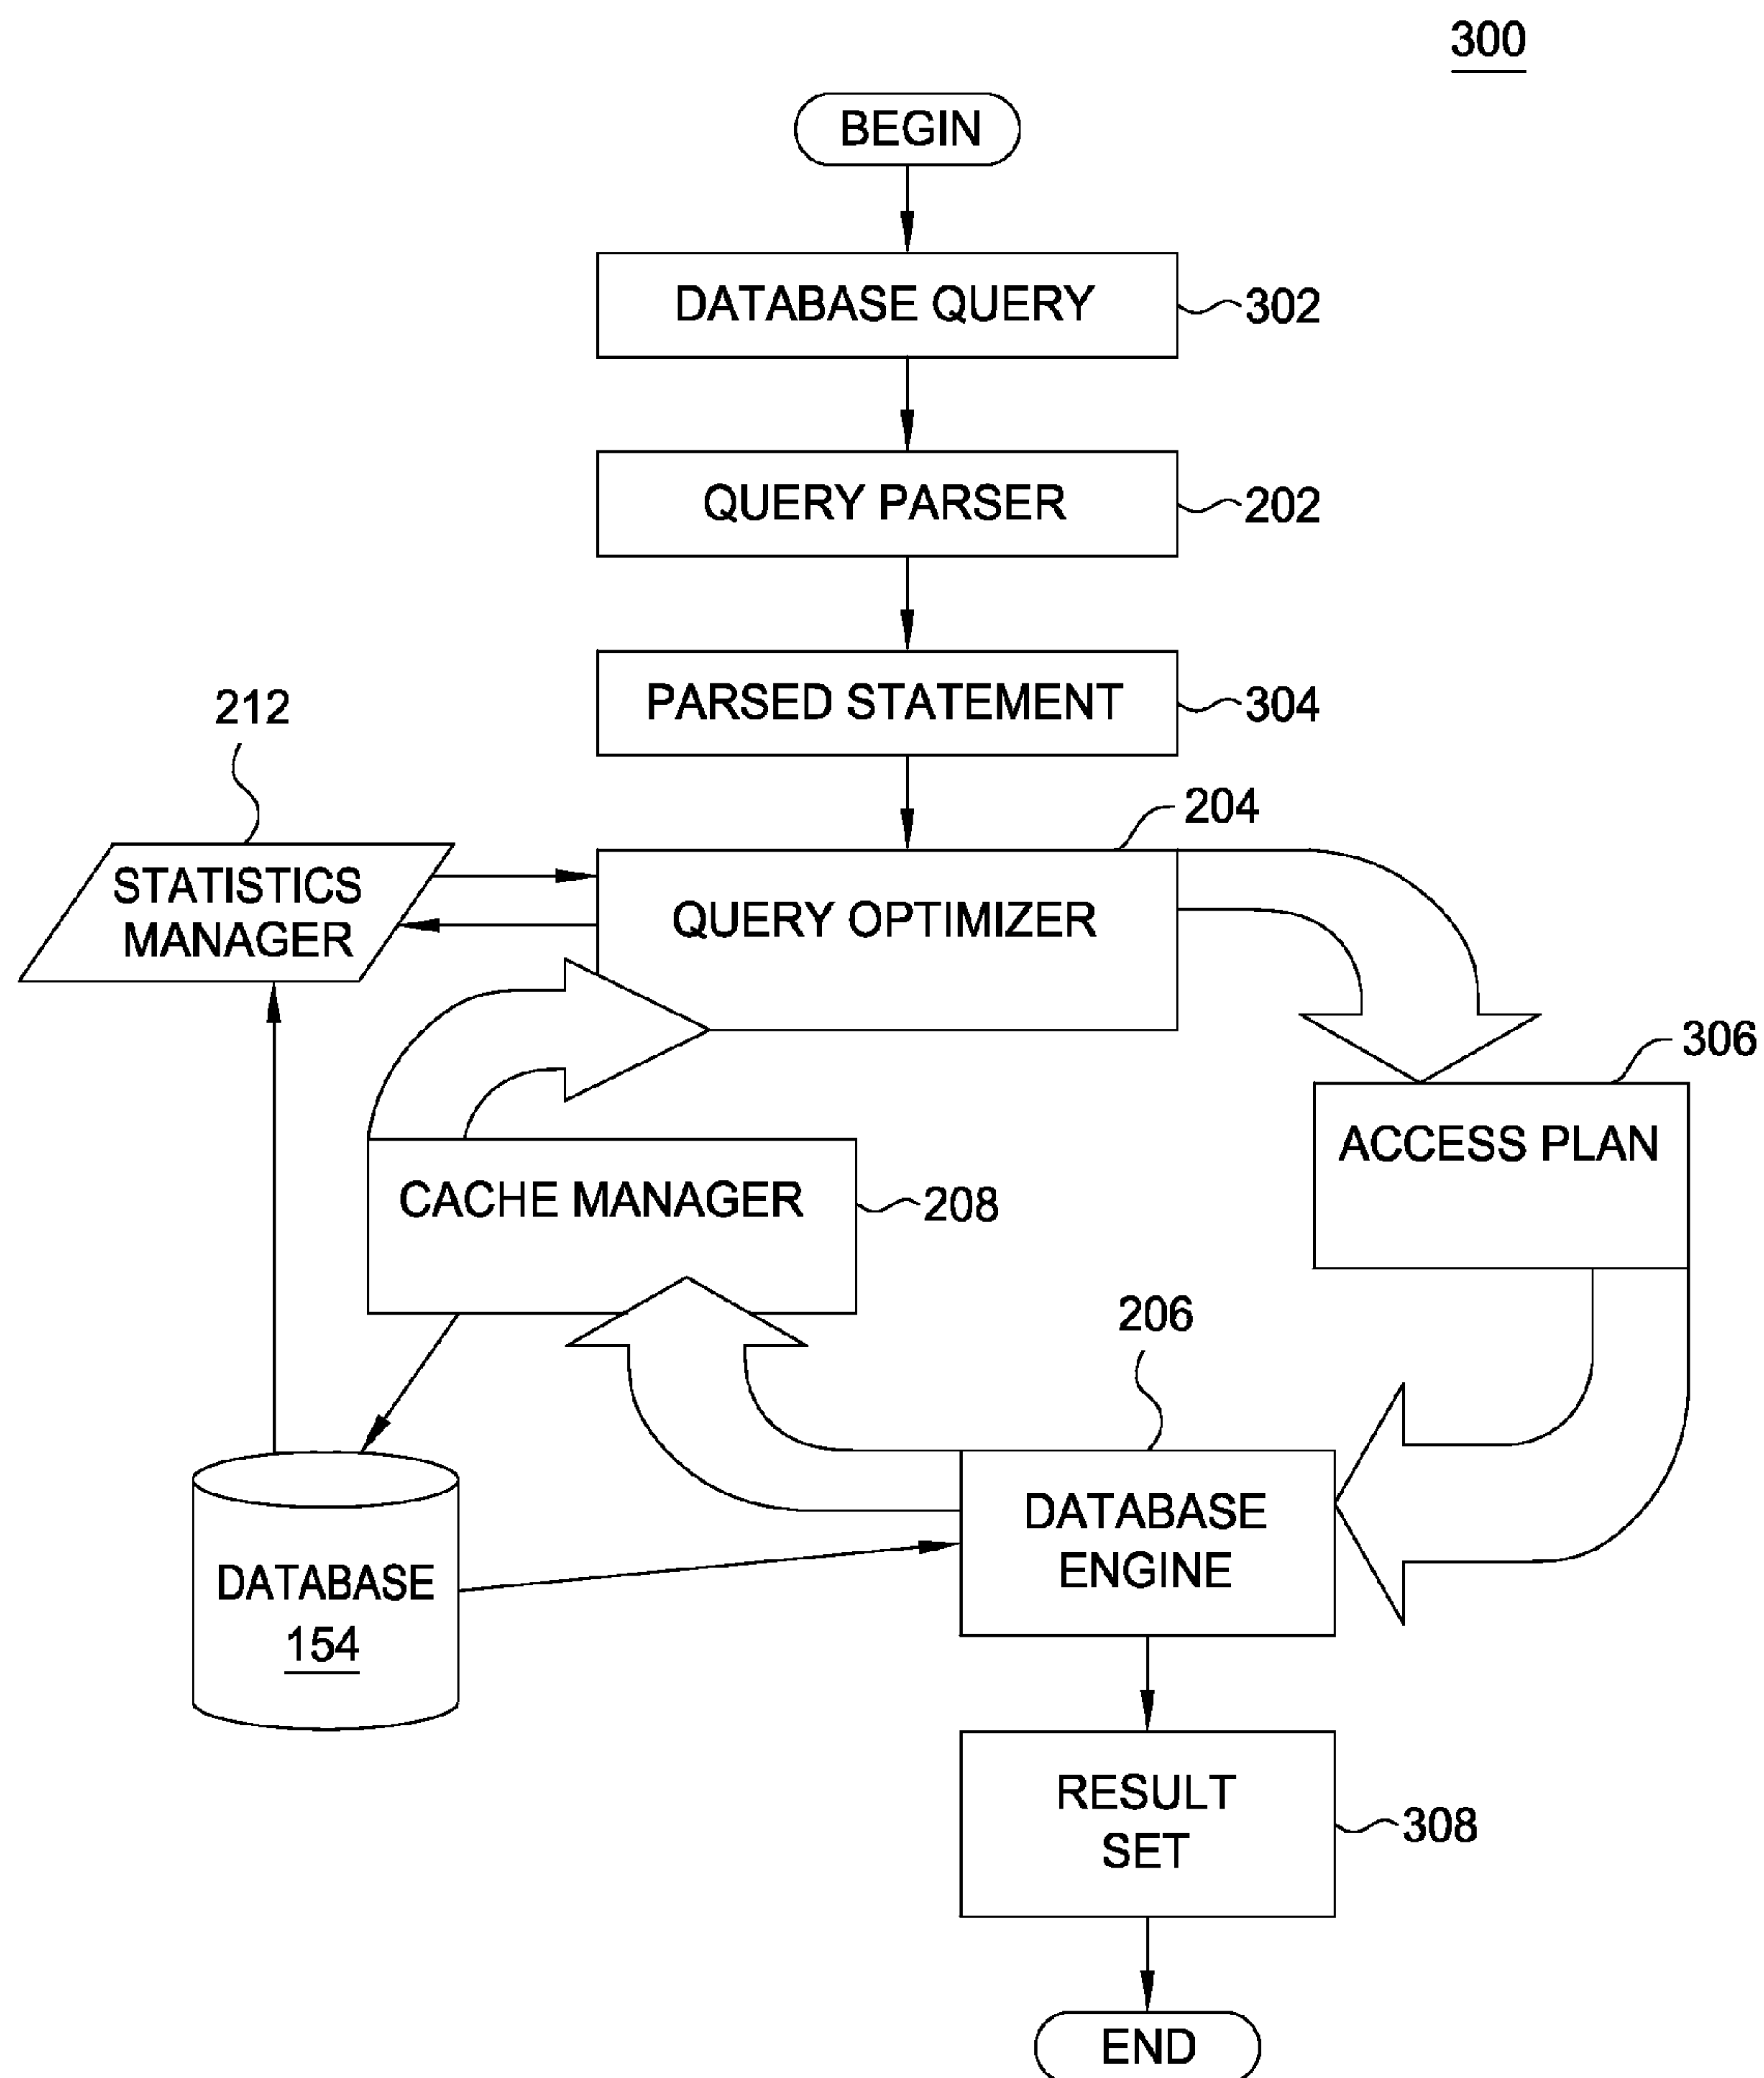 300
BEGIN
DATABASE QUERY
302
QUERY PARSER
202
PARSED STATEMENT
304
212
204
STATISTICS
MANAGER
QUERY OPTIMIZER
306
ACCESS PLAN
CACHE MANAGER
208
206
DATABASE
ENGINE
DATABASE
154
RESULT
SET
308
END